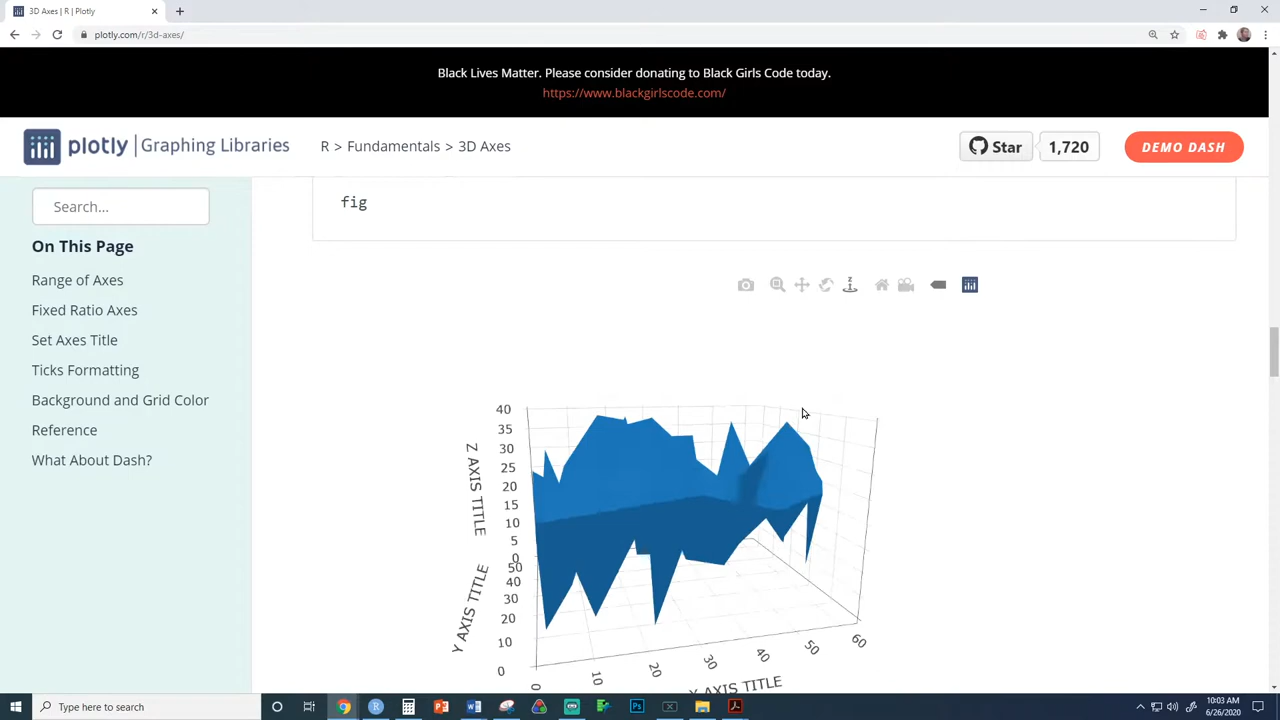 3D Axes | R | Plotly
plotly.com/r/3d-axes/
Black Lives Matter. Please consider donating to Black Girls Code today.
https://www.blackgirlscode.com/
plotly | Graphing Libraries
R > Fundamentals > 3D Axes
Star 1,720
DEMO DASH
Search...
On This Page
Range of Axes
Fixed Ratio Axes
Set Axes Title
Ticks Formatting
Background and Grid Color
Reference
What About Dash?
fig
Z AXIS TITLE
40
35
30
25
20
15
10
5
0
Y AXIS TITLE
50
40
30
20
10
0
0
10
20
30
40
50
60
X AXIS TITLE
Type here to search
10:03 AM
6/26/2020